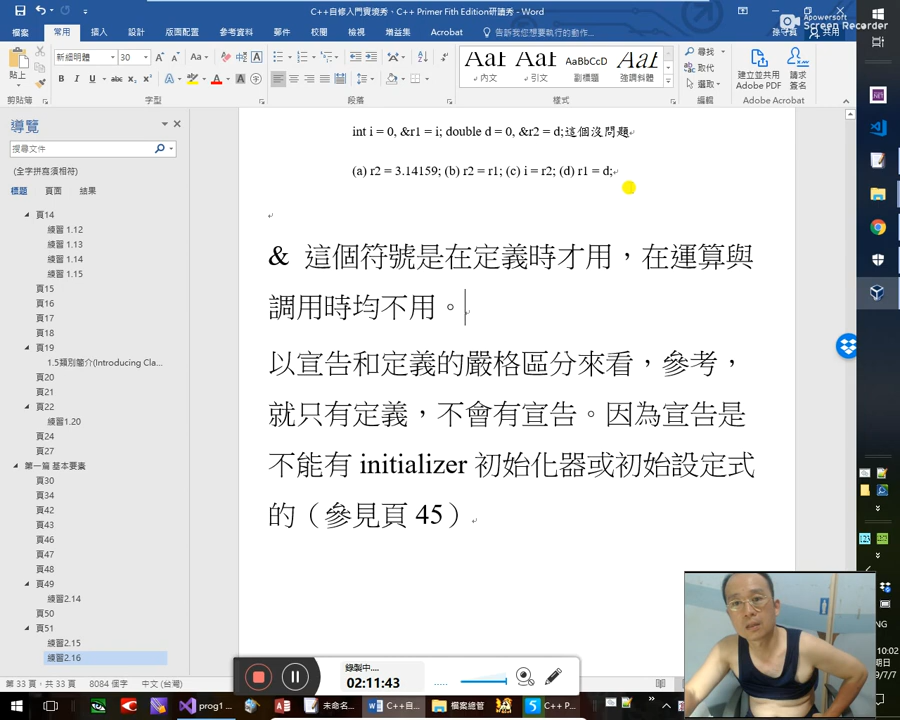 C++自修入門實境秀、C++ Primer Fith Edition研讀秀 - Word
Apowersoft
Screen Recorder
檔案 常用 插入 設計 版面配置 參考資料 郵件 校閱 檢視 增益集 Acrobat 告訴我您想要執行的動作... 共用
新細明體 30
貼上
剪貼簿 字型 段落 樣式 編輯 Adobe Acrobat
內文 引文 副標題 強調斜體
AaBbCcD
尋找
取代
選取
建立並共用 Adobe PDF
請求簽名
導覽
搜尋文件
(全字拼寫須相符)
標題 頁面 結果
頁14
練習 1.12
練習 1.13
練習 1.14
練習 1.15
頁15
頁16
頁17
頁18
頁19
1.5類別簡介(Introducing Cla...
頁20
頁21
頁22
練習1.20
頁24
頁27
第一篇 基本要素
頁30
頁34
頁42
頁43
頁46
頁47
頁48
頁49
練習2.14
頁50
頁51
練習2.15
練習2.16
int i = 0, &r1 = i; double d = 0, &r2 = d;這個沒問題
(a) r2 = 3.14159; (b) r2 = r1; (c) i = r2; (d) r1 = d;
& 這個符號是在定義時才用，在運算與
調用時均不用。
以宣告和定義的嚴格區分來看，參考，
就只有定義，不會有宣告。因為宣告是
不能有 initializer 初始化器或初始設定式
的（參見頁 45）
錄製中....
02:11:43
第 33 頁，共 33 頁 8084 個字 中文 (台灣)
prog1 未命名... C++自... 檔案總管 C++ P...
10:02